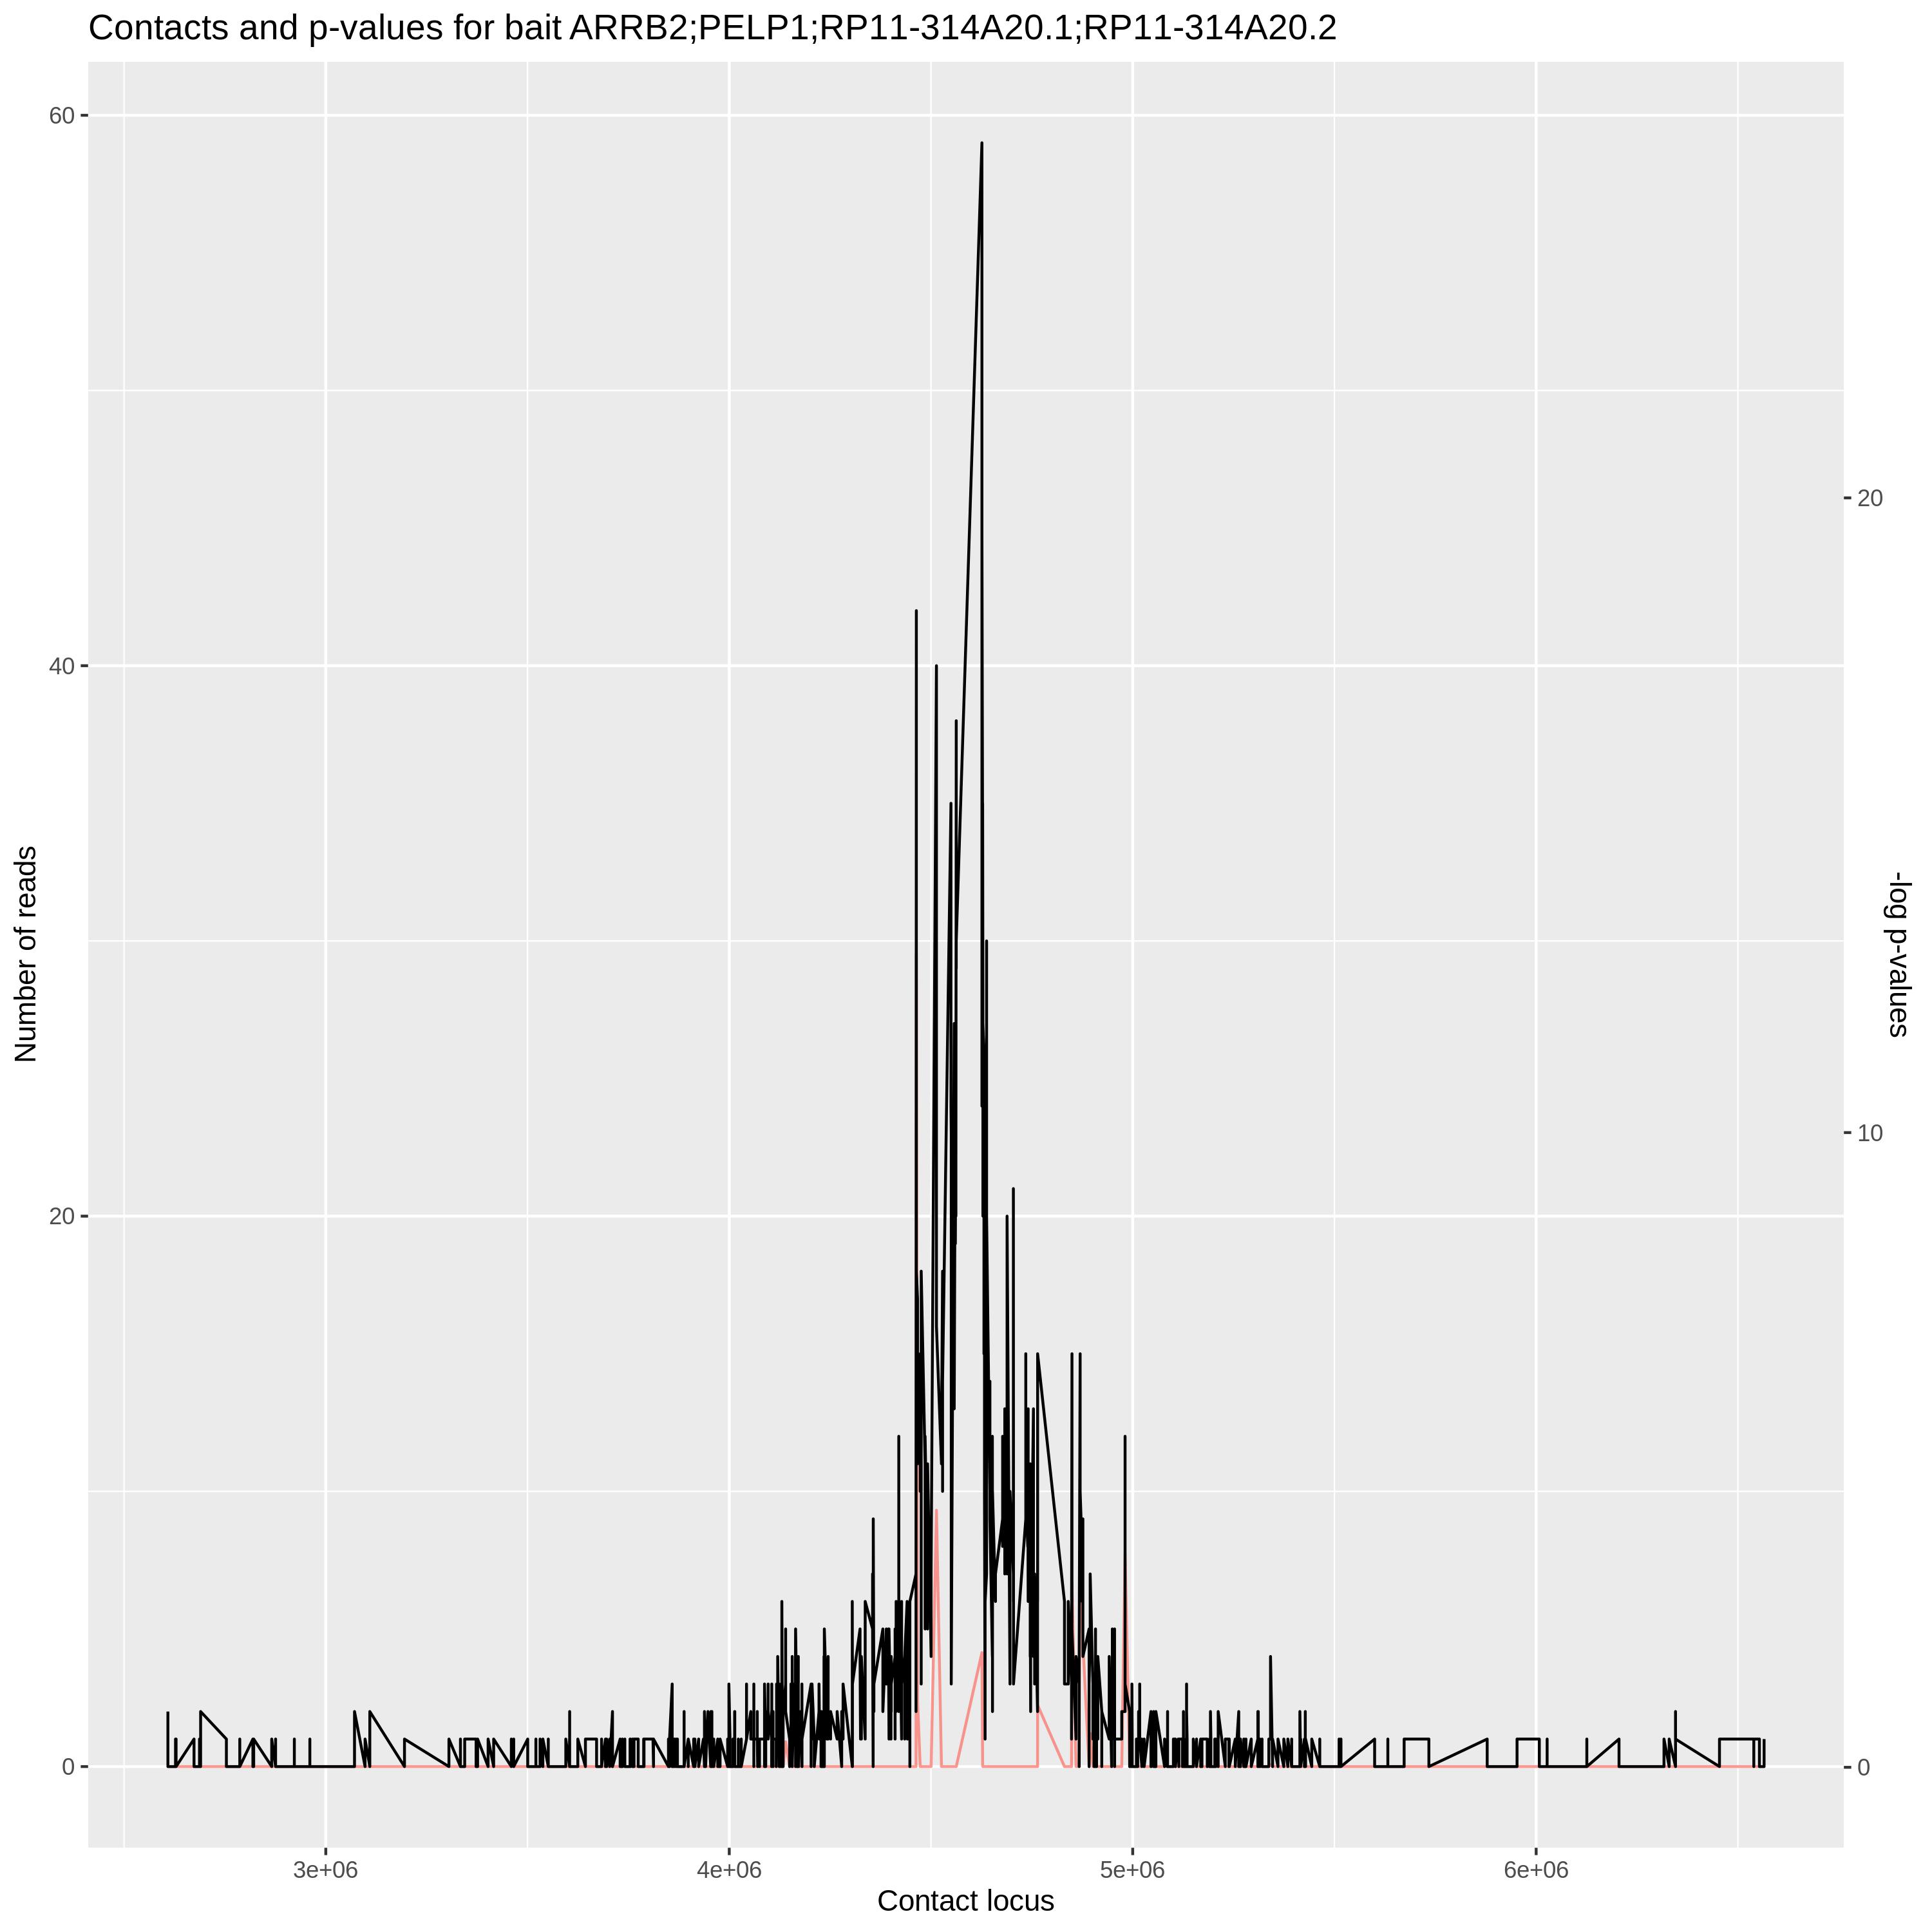 Contacts and p-values for bait ARRB2;PELP1;RP11-314A20.1;RP11-314A20.2
60
40
20
0
Number of reads
20
10
0
-log p-values
3e+06
4e+06
5e+06
6e+06
Contact locus